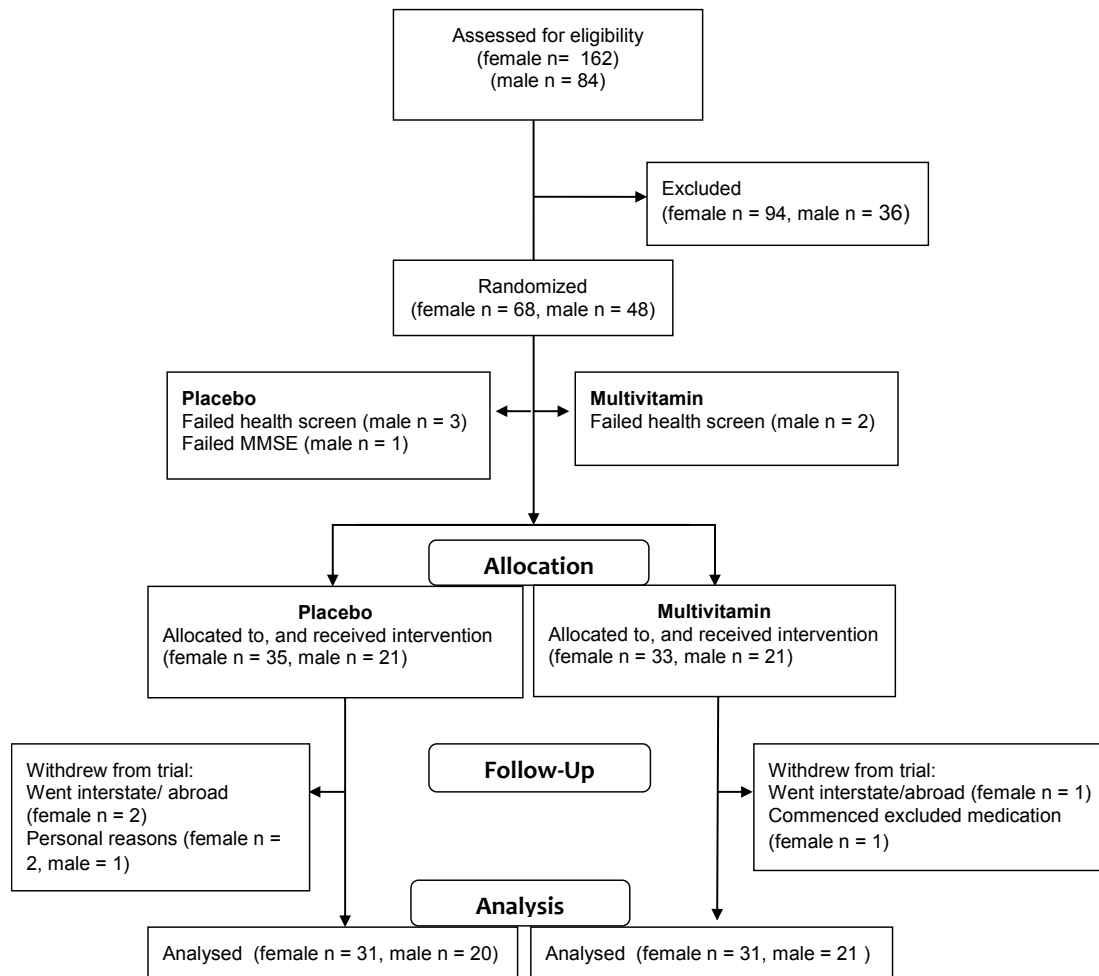 Assessed for eligibility
(female n= 162)
(male n = 84)
Excluded
(female n = 94, male n = 36)
Randomized
(female n = 68, male n = 48)
Placebo
Failed health screen (male n = 3)
Failed MMSE (male n = 1)
Multivitamin
Failed health screen (male n = 2)
Allocation
Placebo
Allocated to, and received intervention
(female n = 35, male n = 21)
Multivitamin
Allocated to, and received intervention
(female n = 33, male n = 21)
Follow-Up
Withdrew from trial:
Went interstate/ abroad
(female n = 2)
Personal reasons (female n =
2, male = 1)
Withdrew from trial:
Went interstate/abroad (female n = 1)
Commenced excluded medication
(female n = 1)
Analysis
Analysed (female n = 31, male n = 20)
Analysed (female n = 31, male = 21 )